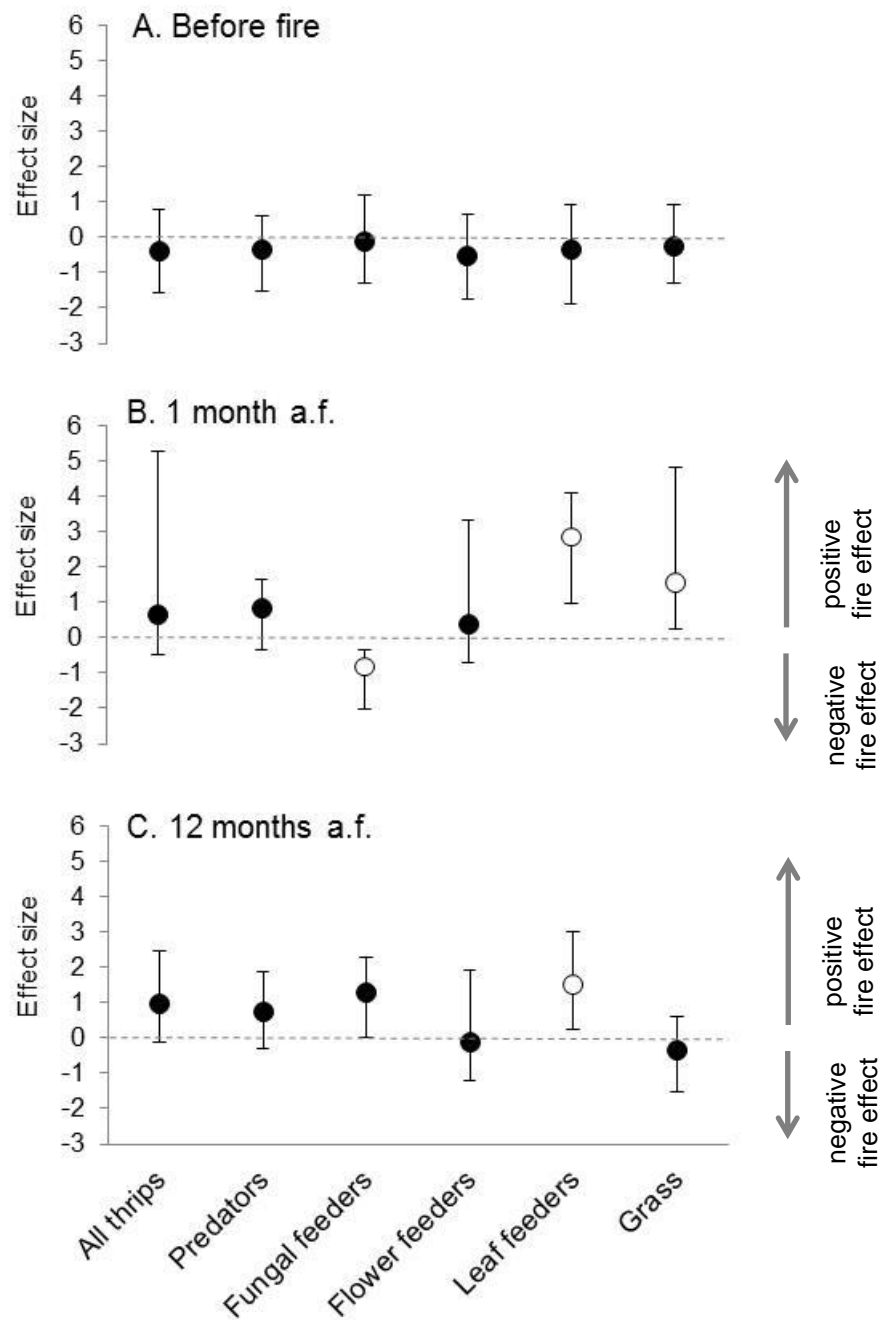 A. Before fire
6
5
4
3
2
1
0
-1
-2
-3
Effect size
B. 1 month a.f.
6
5
4
3
2
1
0
-1
-2
-3
Effect size
positive
fire effect
negative
fire effect
C. 12 months a.f.
6
5
4
3
2
1
0
-1
-2
-3
Effect size
positive
fire effect
negative
fire effect
All thrips
Predators
Fungal feeders
Flower feeders
Leaf feeders
Grass